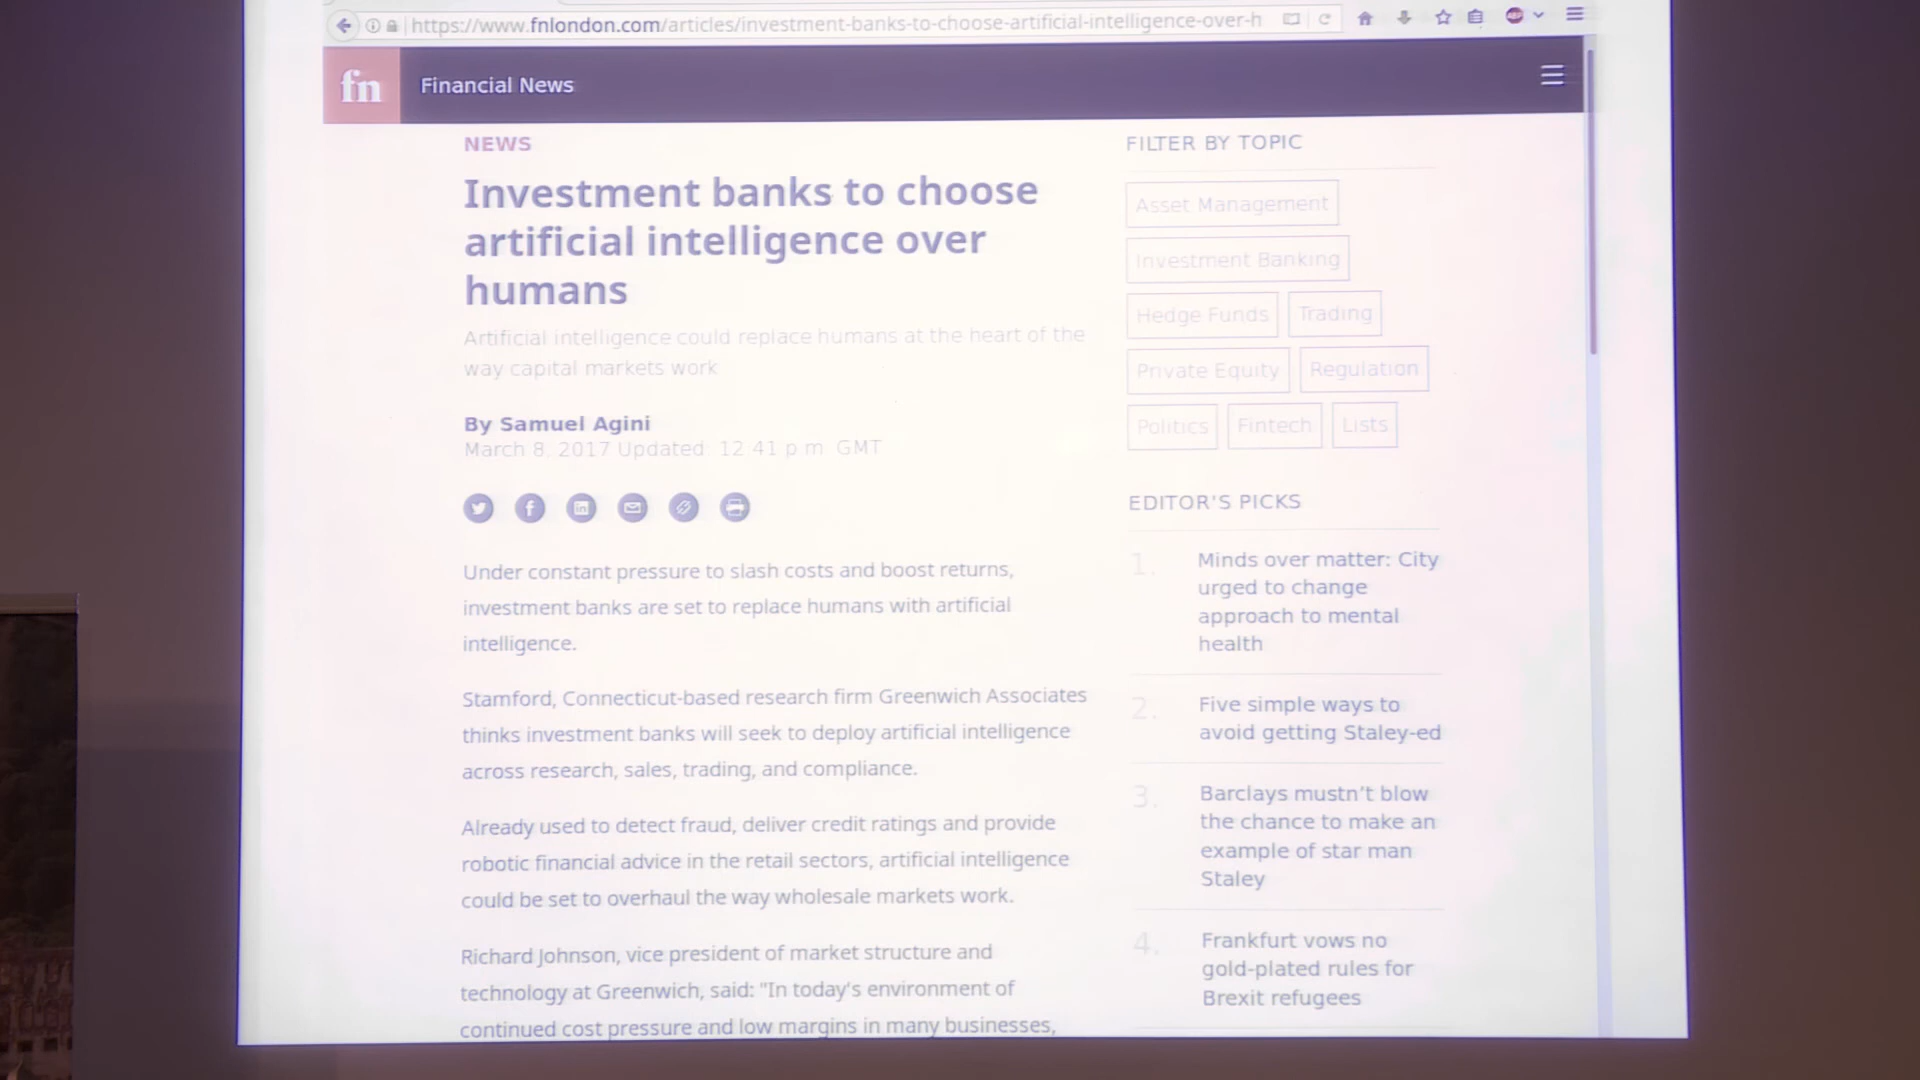 https://www.fnlondon.com/articles/investment-banks-to-choose-artificial-intelligence-over-h
ABP
fn
Financial News
NEWS
Investment banks to choose
artificial intelligence over
humans
Artificial intelligence could replace humans at the heart of the
way capital markets work
By Samuel Agini
March 8, 2017 Updated: 12:41 p.m. GMT
Under constant pressure to slash costs and boost returns,
investment banks are set to replace humans with artificial
intelligence.
Stamford, Connecticut-based research firm Greenwich Associates
thinks investment banks will seek to deploy artificial intelligence
across research, sales, trading, and compliance.
Already used to detect fraud, deliver credit ratings and provide
robotic financial advice in the retail sectors, artificial intelligence
could be set to overhaul the way wholesale markets work.
Richard Johnson, vice president of market structure and
technology at Greenwich, said: "In today's environment of
continued cost pressure and low margins in many businesses,
FILTER BY TOPIC
Asset Management
Investment Banking
Hedge Funds
Trading
Private Equity
Regulation
Politics
Fintech
Lists
EDITOR'S PICKS
1.
Minds over matter: City
urged to change
approach to mental
health
2.
Five simple ways to
avoid getting Staley-ed
3.
Barclays mustn't blow
the chance to make an
example of star man
Staley
4.
Frankfurt vows no
gold-plated rules for
Brexit refugees